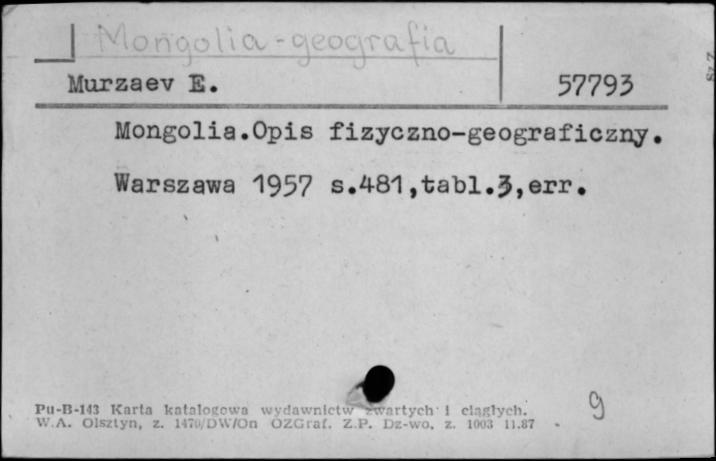 Mongolia - geografia
Murzaev E. 57793
Mongolia.Opis fizyczno-geograficzny.
Warszawa 1957 s.481,tabl.3,err.
Pu-B-143 Karta katalogowa wydawnictw zwartych i ciągłych.
W.A. Olsztyn, z. 1470/DW/On OZGraf. Z.P. Dz-wo, z. 1003 11.87
9